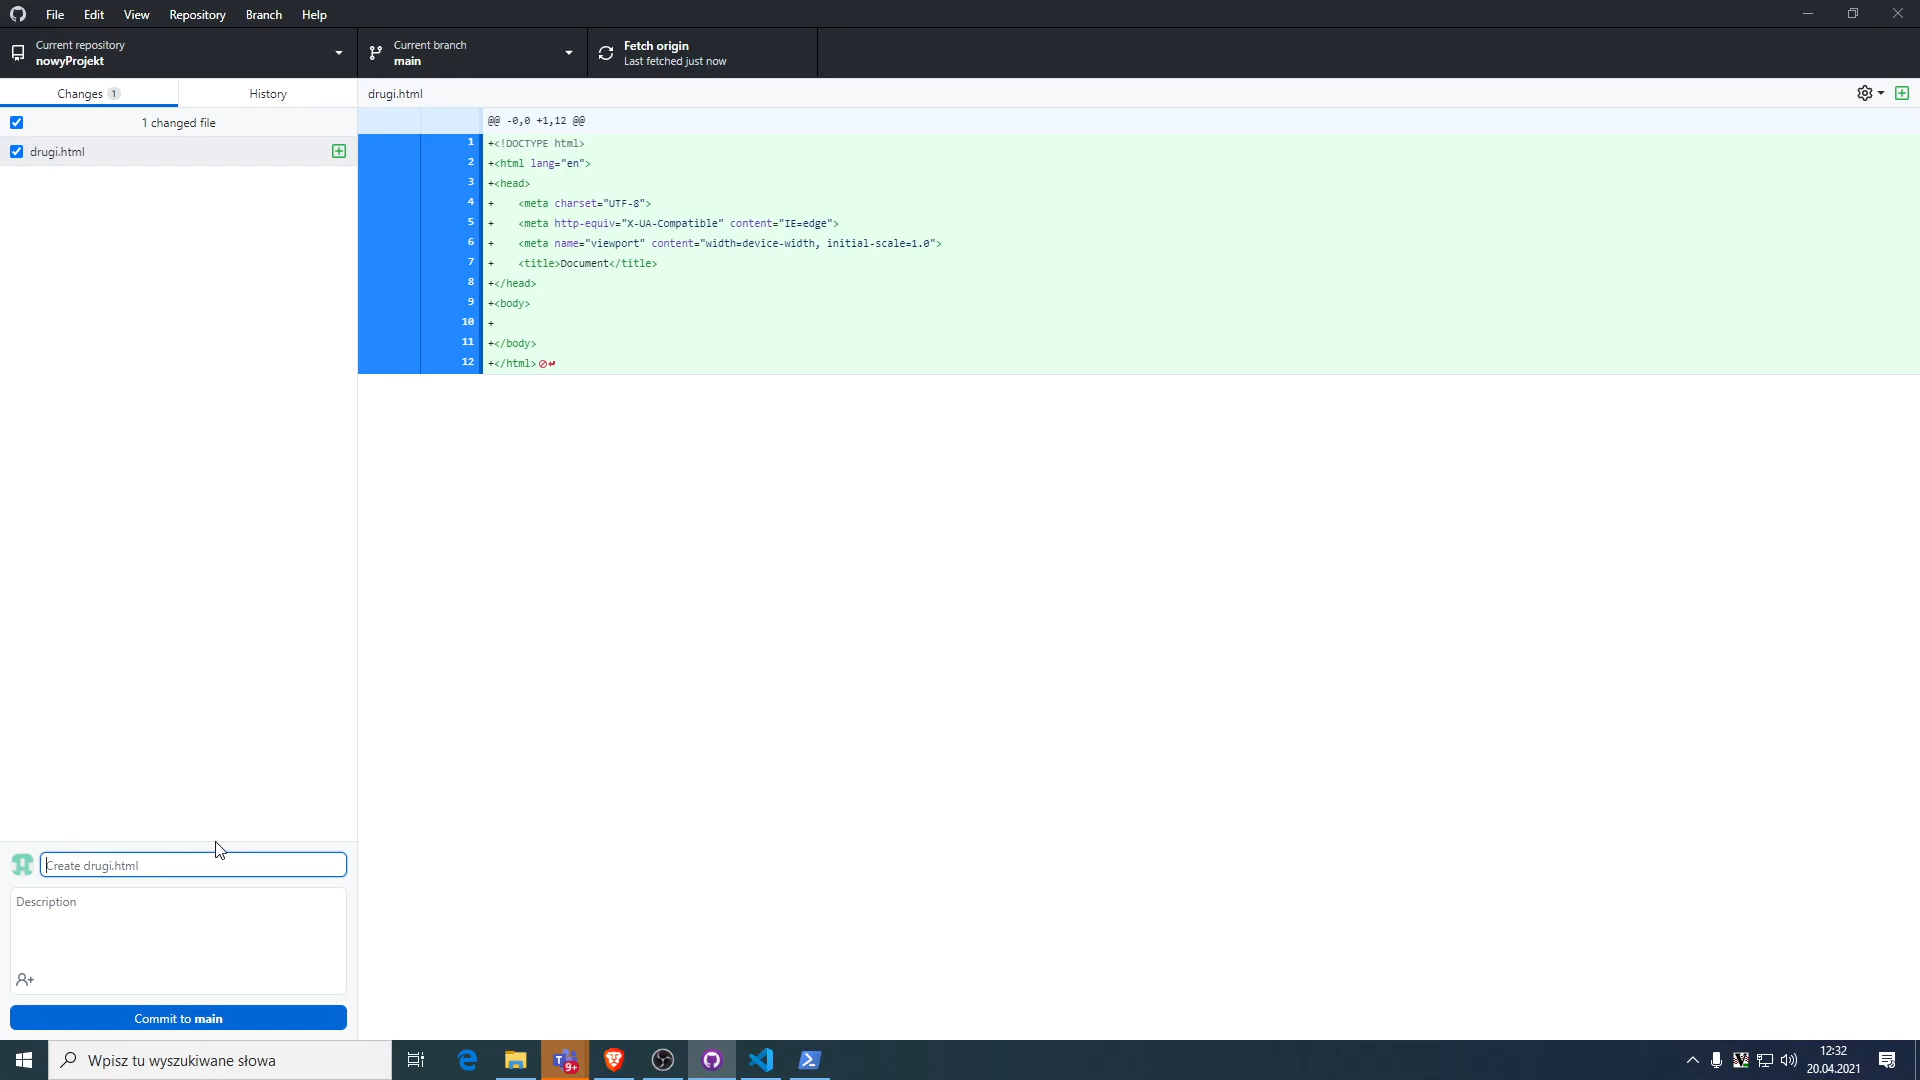 File Edit View Repository Branch Help
Current repository
nowyProjekt
Current branch
main
Fetch origin
Last fetched just now
Changes 1
History
drugi.html
1 changed file
drugi.html
@@ -0,0 +1,12 @@
1 +<!DOCTYPE html>
2 +<html lang="en">
3 +<head>
4 +    <meta charset="UTF-8">
5 +    <meta http-equiv="X-UA-Compatible" content="IE=edge">
6 +    <meta name="viewport" content="width=device-width, initial-scale=1.0">
7 +    <title>Document</title>
8 +</head>
9 +<body>
10 +
11 +</body>
12 +</html>
Create drugi.html
Description
Commit to main
Wpisz tu wyszukiwane słowa
T
9+
12:32
20.04.2021